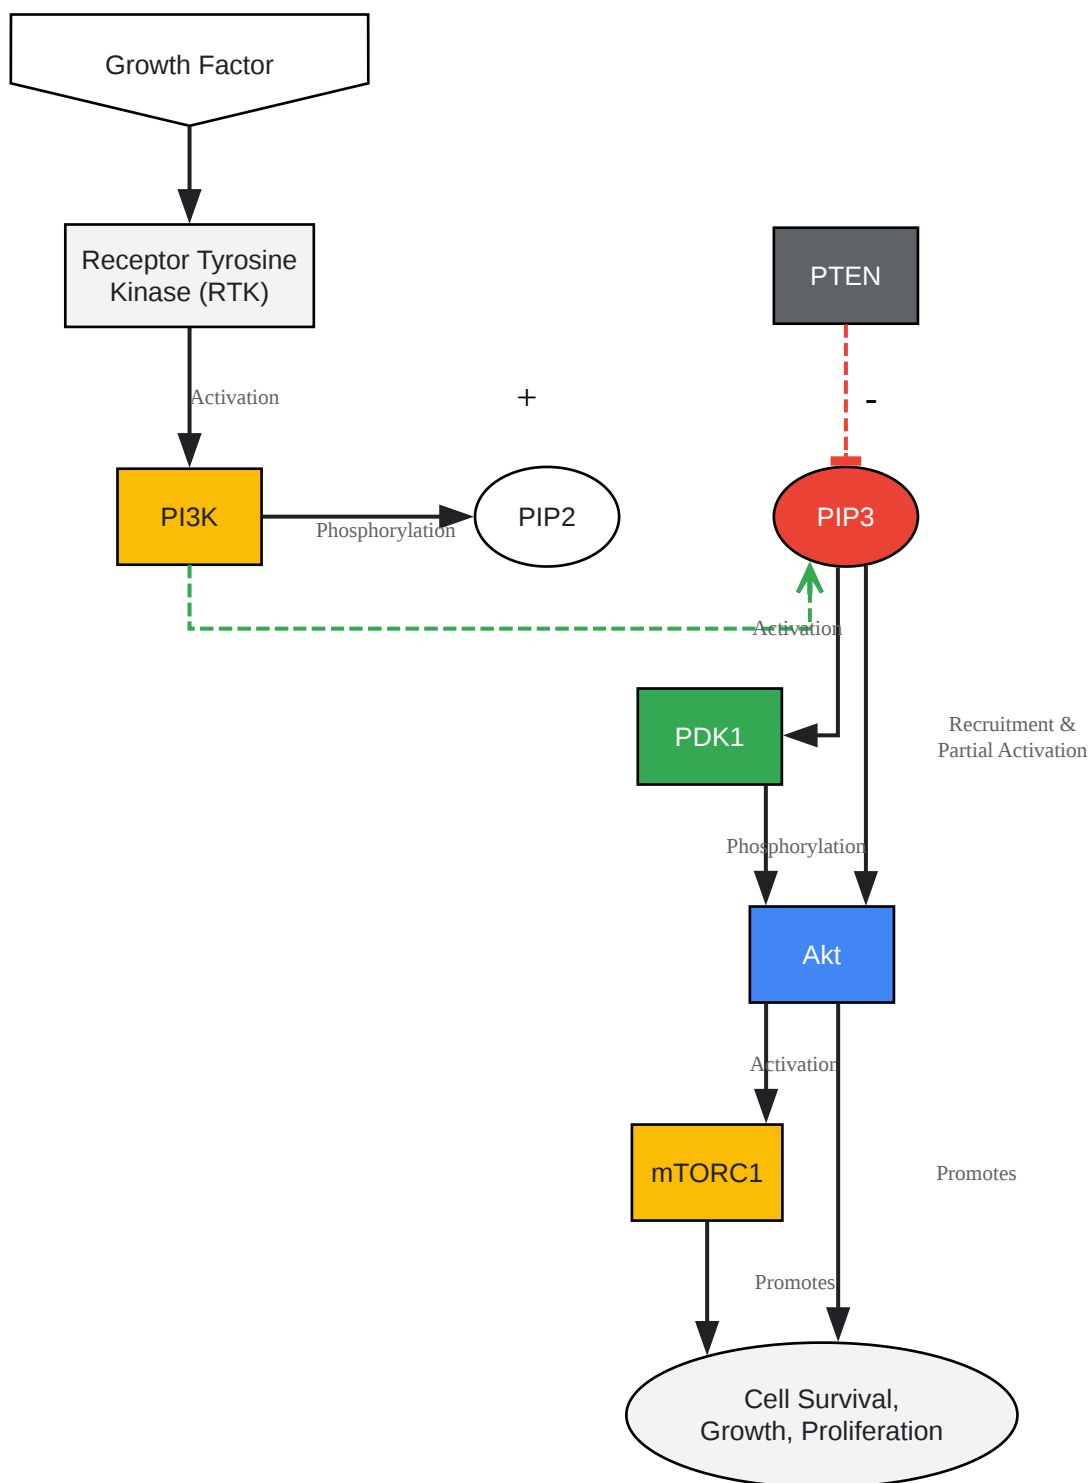 Growth Factor
Receptor Tyrosine
Kinase (RTK)
PTEN
Activation
+
-
PI3K
Phosphorylation
PIP2
PIP3
Activation
PDK1
Recruitment &
Partial Activation
Phosphorylation
Akt
Activation
mTORC1
Promotes
Promotes
Cell Survival,
Growth, Proliferation